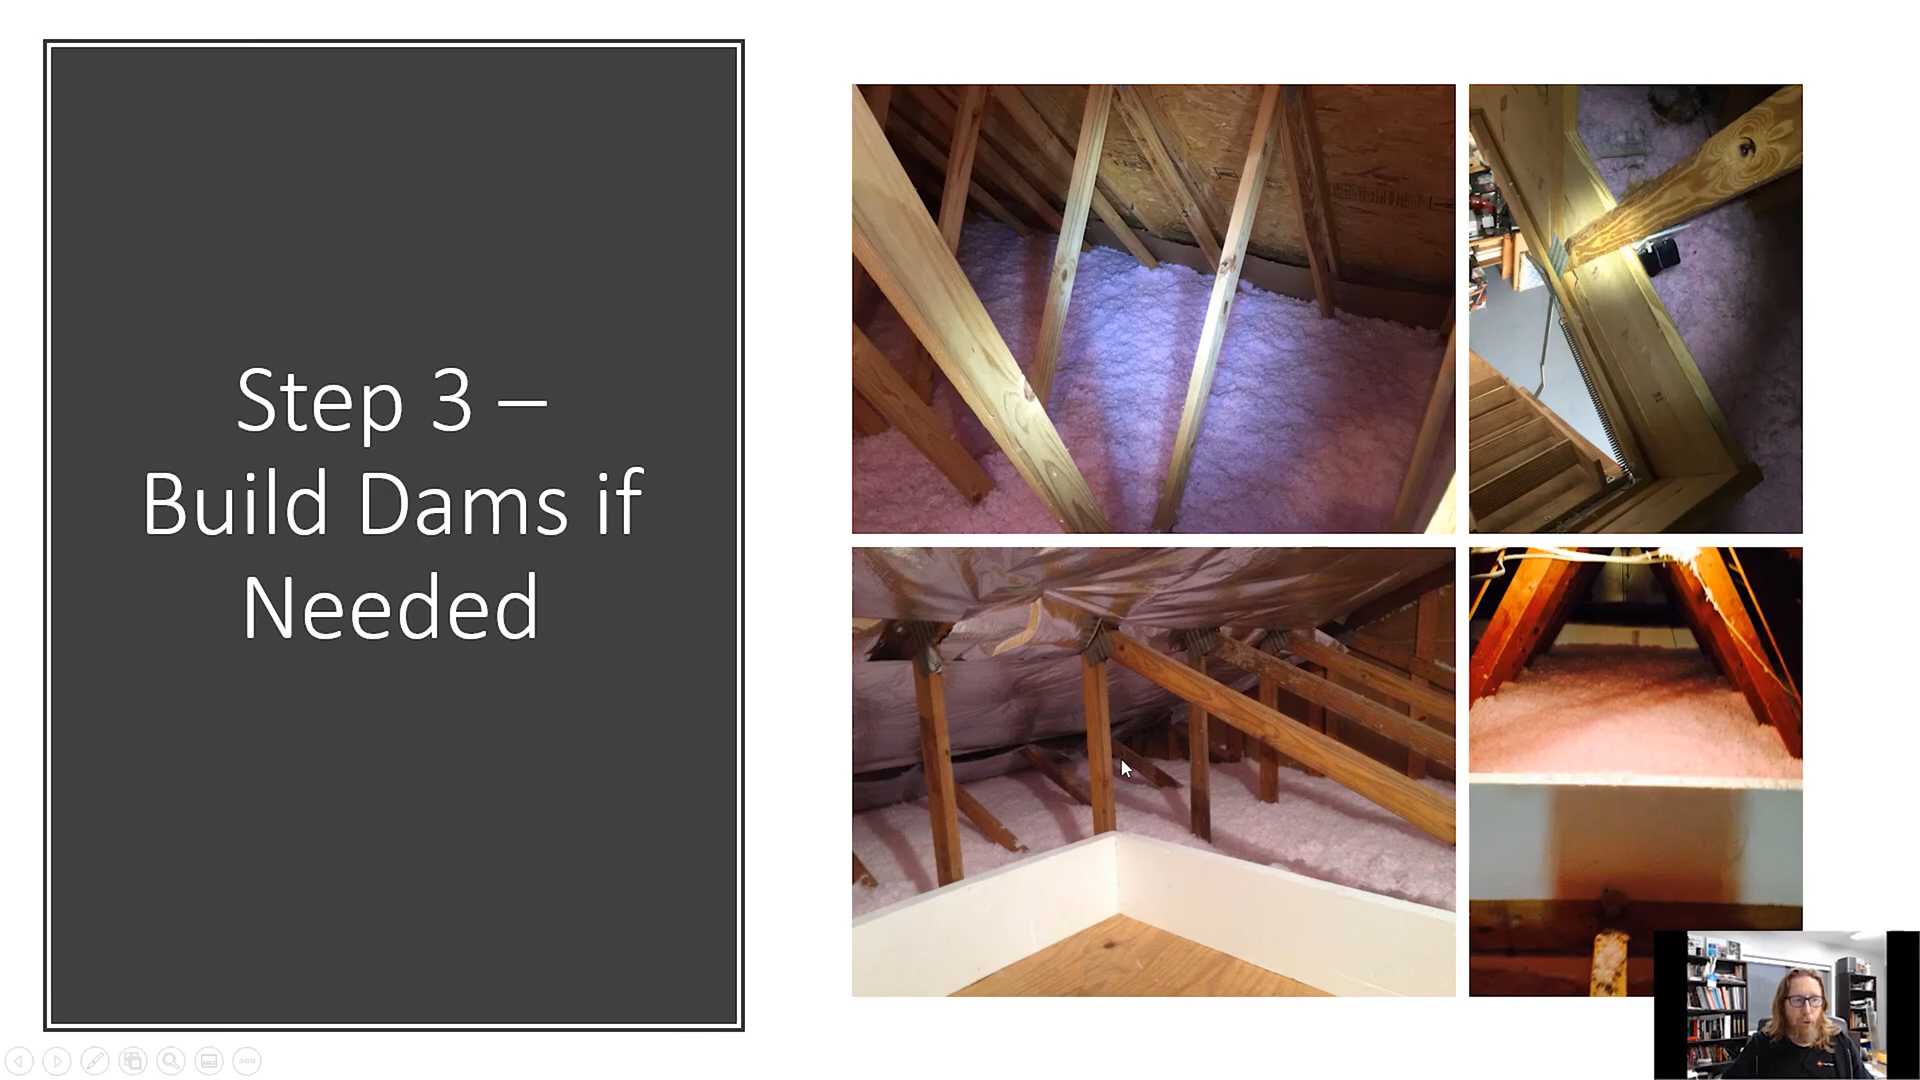 Step 3 –
Build Dams if
Needed